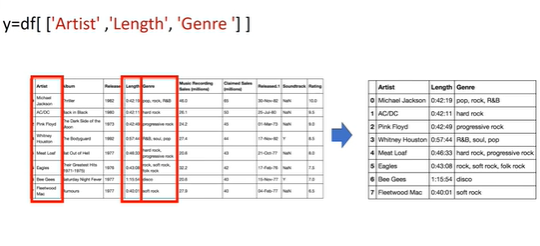 y=df[ ['Artist' ,'Length', 'Genre '] ]
Artist Album Released Length Genre Music Recording Sales (millions) Claimed Sales (millions) Released.1 Soundtrack Rating
Michael Jackson Thriller 1982 0:42:19 pop, rock, R&B 46.0 65 30-Nov-82 NaN 10.0
AC/DC Back in Black 1980 0:42:11 hard rock 26.1 50 25-Jul-80 NaN 9.5
Pink Floyd The Dark Side of the Moon 1973 0:42:49 progressive rock 24.2 45 01-Mar-73 NaN 9.0
Whitney Houston The Bodyguard 1992 0:57:44 R&B, soul, pop 27.4 44 17-Nov-92 Y 8.5
Meat Loaf Bat Out of Hell 1977 0:46:33 hard rock, progressive rock 20.6 43 21-Oct-77 NaN 8.0
Eagles Their Greatest Hits (1971-1975) 1976 0:43:08 rock, soft rock, folk rock 32.2 42 17-Feb-76 NaN 7.5
Bee Gees Saturday Night Fever 1977 1:15:54 disco 20.6 40 15-Nov-77 Y 7.0
Fleetwood Mac Rumours 1977 0:40:01 soft rock 27.9 40 04-Feb-77 NaN 6.5
Artist Length Genre
0 Michael Jackson 0:42:19 pop, rock, R&B
1 AC/DC 0:42:11 hard rock
2 Pink Floyd 0:42:49 progressive rock
3 Whitney Houston 0:57:44 R&B, soul, pop
4 Meat Loaf 0:46:33 hard rock, progressive rock
5 Eagles 0:43:08 rock, soft rock, folk rock
6 Bee Gees 1:15:54 disco
7 Fleetwood Mac 0:40:01 soft rock